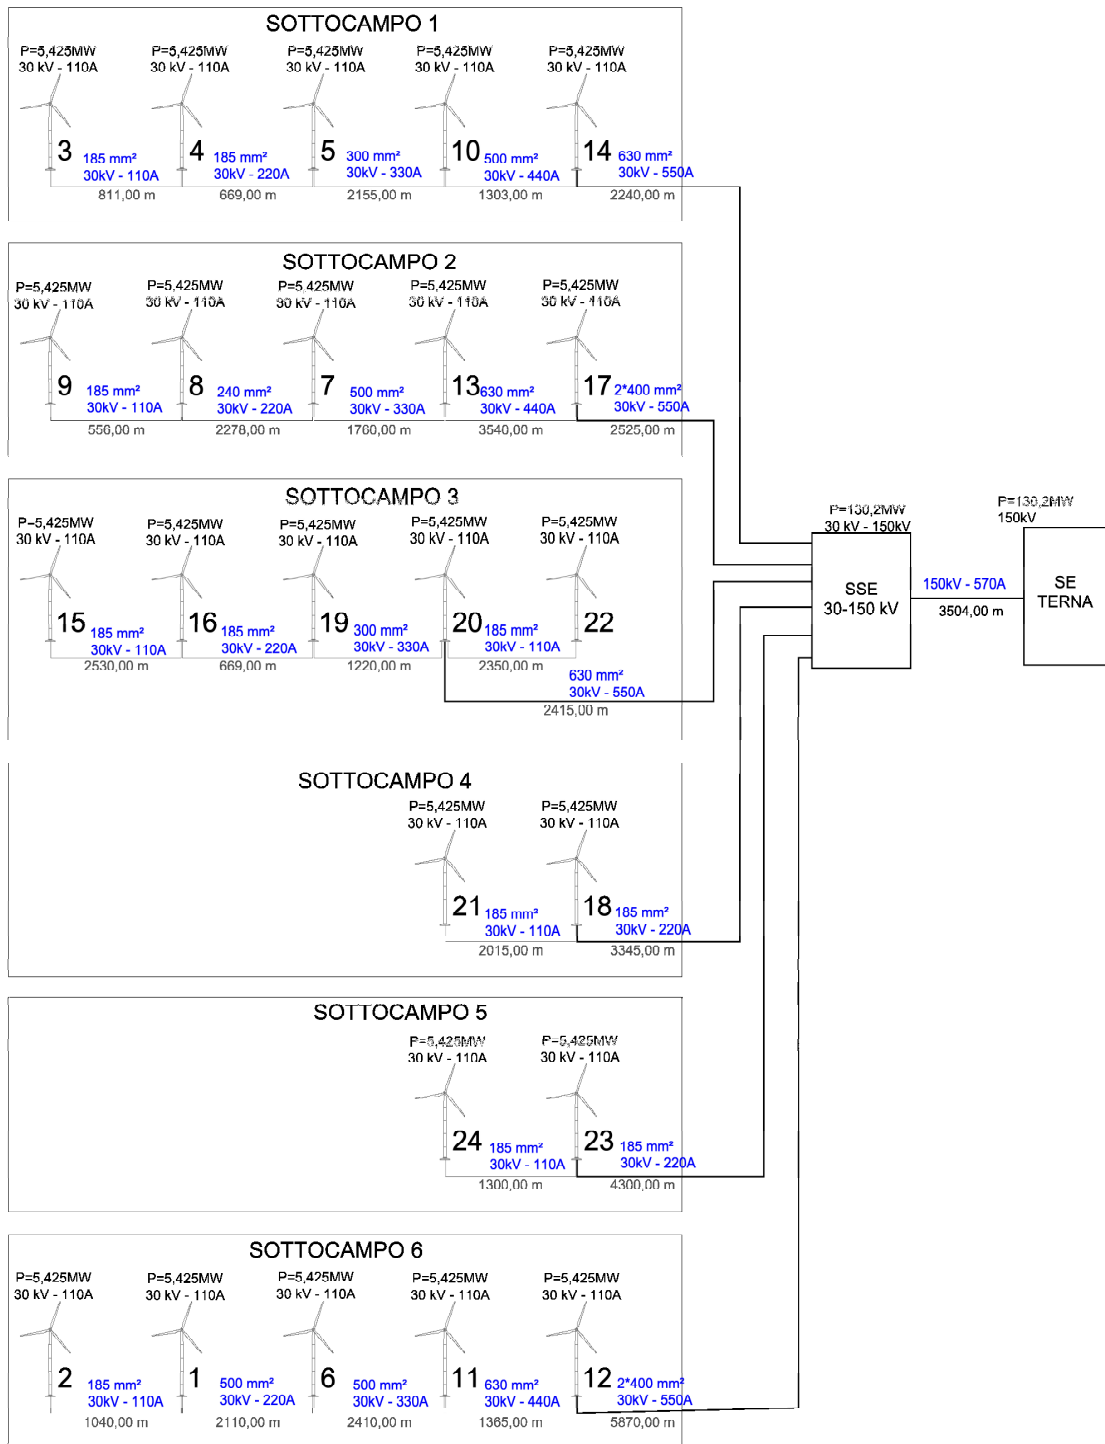 SOTTOCAMPO 1
P=5,425MW
30 kV - 110A
P=5,425MW
30 kV - 110A
P=5,425MW
30 kV - 110A
P=5,425MW
30 kV - 110A
P=5,425MW
30 kV - 110A
3
185 mm²
30kV - 110A
811,00 m
4
185 mm²
30kV - 220A
669,00 m
5
300 mm²
30kV - 330A
2155,00 m
10
500 mm²
30kV - 440A
1303,00 m
14
630 mm²
30kV - 550A
2240,00 m
SOTTOCAMPO 2
P=5,425MW
30 kV - 110A
P=5,425MW
30 kV - 110A
P=5,425MW
30 kV - 110A
P=5,425MW
30 kV - 110A
P=5,425MW
30 kV - 110A
9
185 mm²
30kV - 110A
556,00 m
8
240 mm²
30kV - 220A
2278,00 m
7
500 mm²
30kV - 330A
1760,00 m
13
630 mm²
30kV - 440A
3540,00 m
17
2*400 mm²
30kV - 550A
2525,00 m
SOTTOCAMPO 3
P=5,425MW
30 kV - 110A
P=5,425MW
30 kV - 110A
P=5,425MW
30 kV - 110A
P=5,425MW
30 kV - 110A
P=5,425MW
30 kV - 110A
15
185 mm²
30kV - 110A
2530,00 m
16
185 mm²
30kV - 220A
669,00 m
19
300 mm²
30kV - 330A
1220,00 m
20
185 mm²
30kV - 110A
2350,00 m
22
630 mm²
30kV - 550A
2415,00 m
P=130,2MW
30 kV - 150kV
SSE
30-150 kV
150kV - 570A
3504,00 m
P=130,2MW
150kV
SE
TERNA
SOTTOCAMPO 4
P=5,425MW
30 kV - 110A
P=5,425MW
30 kV - 110A
21
185 mm²
30kV - 110A
2015,00 m
18
185 mm²
30kV - 220A
3345,00 m
SOTTOCAMPO 5
P=5,425MW
30 kV - 110A
P=5,425MW
30 kV - 110A
24
185 mm²
30kV - 110A
1300,00 m
23
185 mm²
30kV - 220A
4300,00 m
SOTTOCAMPO 6
P=5,425MW
30 kV - 110A
P=5,425MW
30 kV - 110A
P=5,425MW
30 kV - 110A
P=5,425MW
30 kV - 110A
P=5,425MW
30 kV - 110A
2
185 mm²
30kV - 110A
1040,00 m
1
500 mm²
30kV - 220A
2110,00 m
6
500 mm²
30kV - 330A
2410,00 m
11
630 mm²
30kV - 440A
1365,00 m
12
2*400 mm²
30kV - 550A
5870,00 m